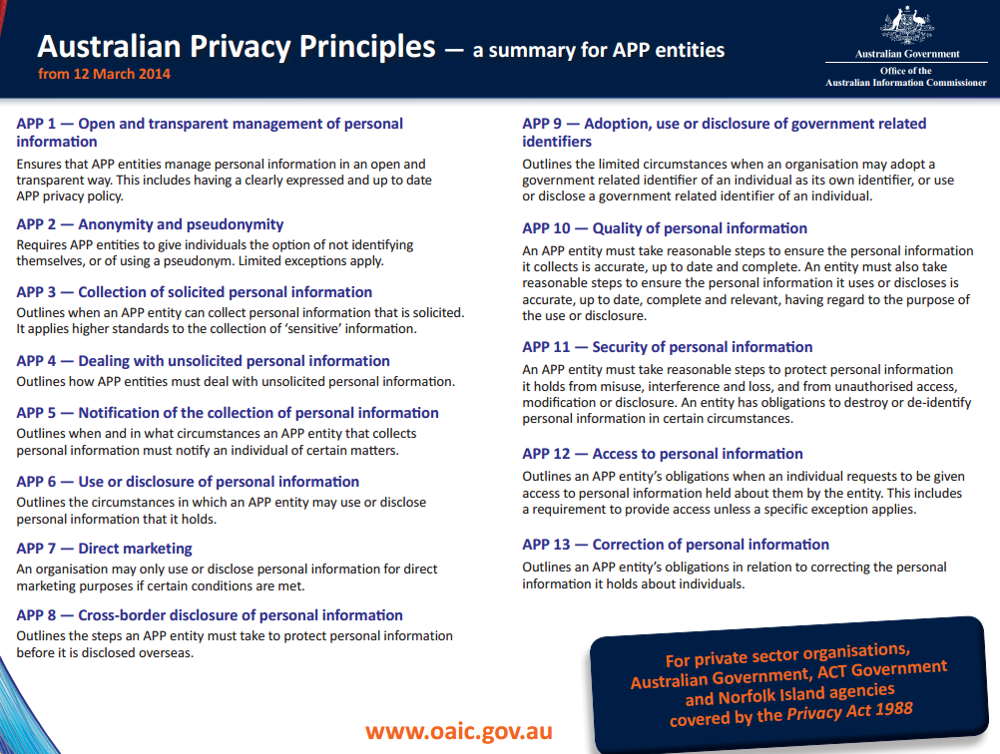 Australian Privacy Principles — a summary for APP entities
from 12 March 2014
Australian Government
Office of the
Australian Information Commissioner
APP 1 — Open and transparent management of personal
information
Ensures that APP entities manage personal information in an open and
transparent way. This includes having a clearly expressed and up to date
APP privacy policy.
APP 2 — Anonymity and pseudonymity
Requires APP entities to give individuals the option of not identifying
themselves, or of using a pseudonym. Limited exceptions apply.
APP 3 — Collection of solicited personal information
Outlines when an APP entity can collect personal information that is solicited.
It applies higher standards to the collection of ‘sensitive’ information.
APP 4 — Dealing with unsolicited personal information
Outlines how APP entities must deal with unsolicited personal information.
APP 5 — Notification of the collection of personal information
Outlines when and in what circumstances an APP entity that collects
personal information must notify an individual of certain matters.
APP 6 — Use or disclosure of personal information
Outlines the circumstances in which an APP entity may use or disclose
personal information that it holds.
APP 7 — Direct marketing
An organisation may only use or disclose personal information for direct
marketing purposes if certain conditions are met.
APP 8 — Cross-border disclosure of personal information
Outlines the steps an APP entity must take to protect personal information
before it is disclosed overseas.
APP 9 — Adoption, use or disclosure of government related
identifiers
Outlines the limited circumstances when an organisation may adopt a
government related identifier of an individual as its own identifier, or use
or disclose a government related identifier of an individual.
APP 10 — Quality of personal information
An APP entity must take reasonable steps to ensure the personal information
it collects is accurate, up to date and complete. An entity must also take
reasonable steps to ensure the personal information it uses or discloses is
accurate, up to date, complete and relevant, having regard to the purpose of
the use or disclosure.
APP 11 — Security of personal information
An APP entity must take reasonable steps to protect personal information
it holds from misuse, interference and loss, and from unauthorised access,
modification or disclosure. An entity has obligations to destroy or de-identify
personal information in certain circumstances.
APP 12 — Access to personal information
Outlines an APP entity’s obligations when an individual requests to be given
access to personal information held about them by the entity. This includes
a requirement to provide access unless a specific exception applies.
APP 13 — Correction of personal information
Outlines an APP entity’s obligations in relation to correcting the personal
information it holds about individuals.
For private sector organisations,
Australian Government, ACT Government
and Norfolk Island agencies
covered by the Privacy Act 1988
www.oaic.gov.au